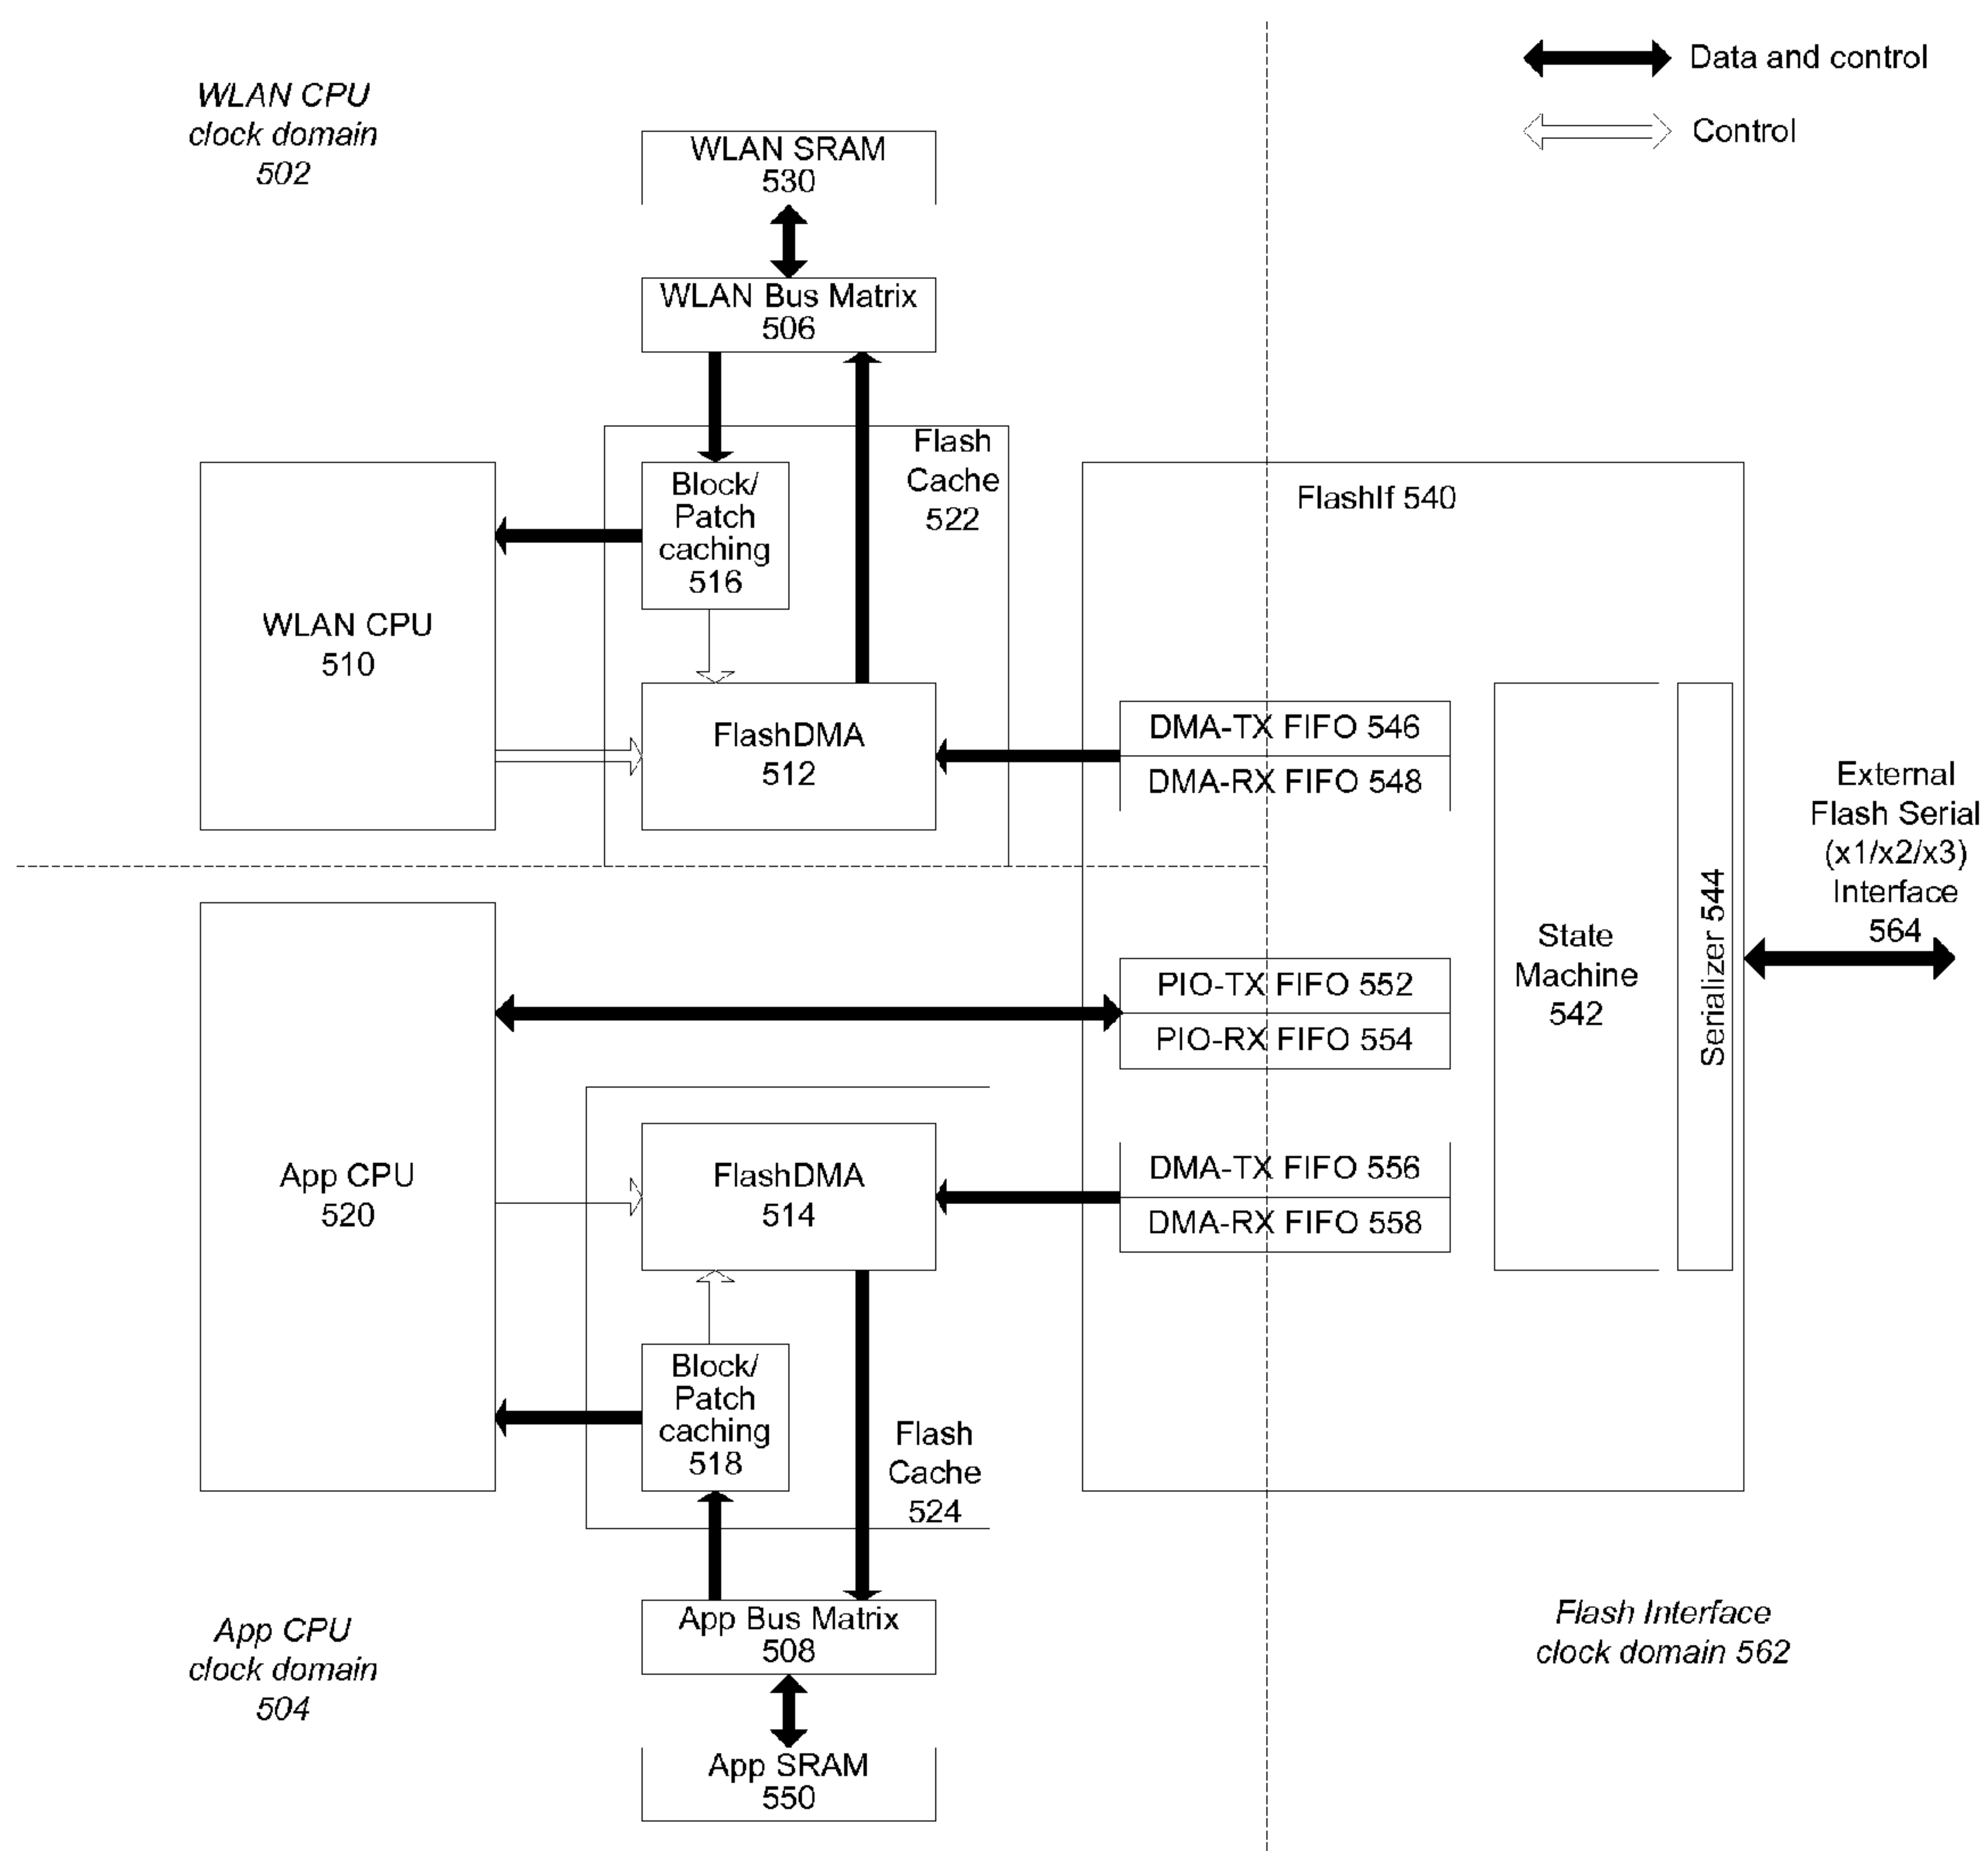 Data and control
Control
WLAN CPU
clock domain
502
WLAN SRAM
530
WLAN Bus Matrix
506
Flash
Cache
522
Block/
Patch
caching
516
FlashIf 540
WLAN CPU
510
FlashDMA
512
DMA-TX FIFO 546
DMA-RX FIFO 548
External
Flash Serial
(x1/x2/x3)
Interface
564
State
Machine
542
Serializer 544
PIO-TX FIFO 552
PIO-RX FIFO 554
App CPU
520
FlashDMA
514
DMA-TX FIFO 556
DMA-RX FIFO 558
Block/
Patch
caching
518
Flash
Cache
524
App Bus Matrix
508
App CPU
clock domain
504
Flash Interface
clock domain 562
App SRAM
550